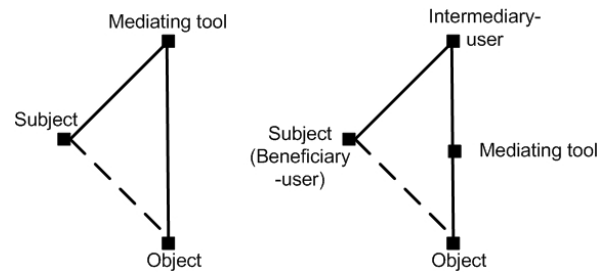 Mediating tool
Subject
Object
Intermediary-
user
Subject
(Beneficiary
-user)
Mediating tool
Object